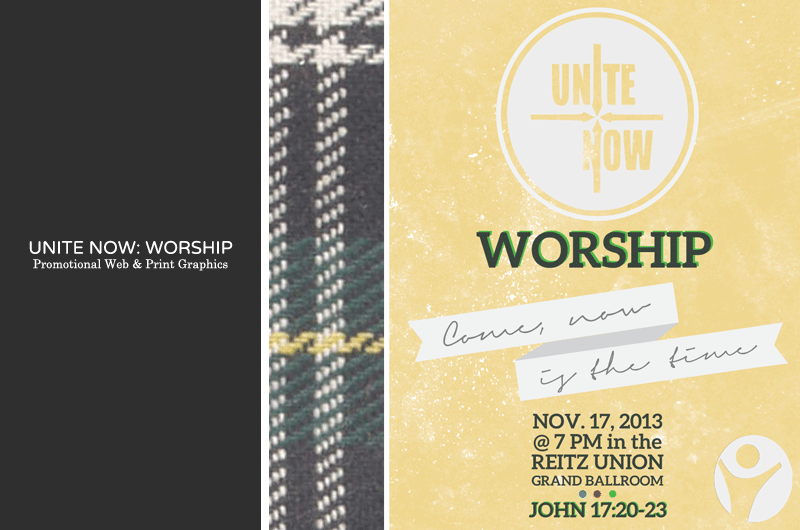 UNITE NOW: WORSHIP
Promotional Web & Print Graphics
UNITE
NOW
WORSHIP
Come, now
is the time
NOV. 17, 2013
@ 7 PM in the
REITZ UNION
GRAND BALLROOM
JOHN 17:20-23